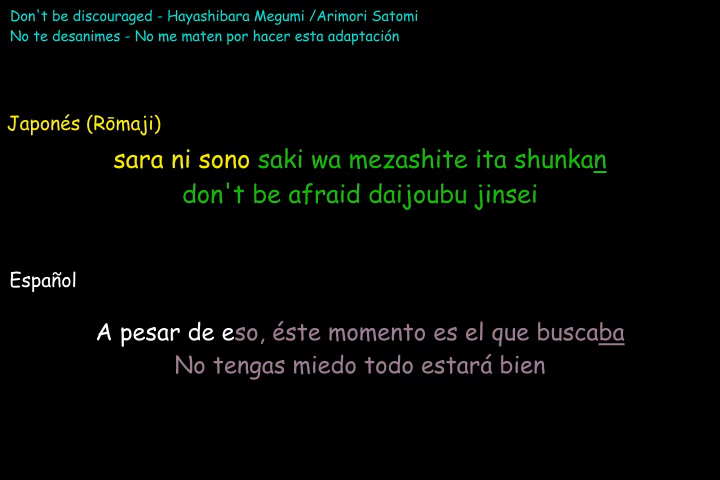 Don't be discouraged - Hayashibara Megumi /Arimori Satomi
No te desanimes - No me maten por hacer esta adaptación
Japonés (Rōmaji)
sara ni sono saki wa mezashite ita shunkan
don't be afraid daijoubu jinsei
Español
A pesar de eso, éste momento es el que buscaba
No tengas miedo todo estará bien